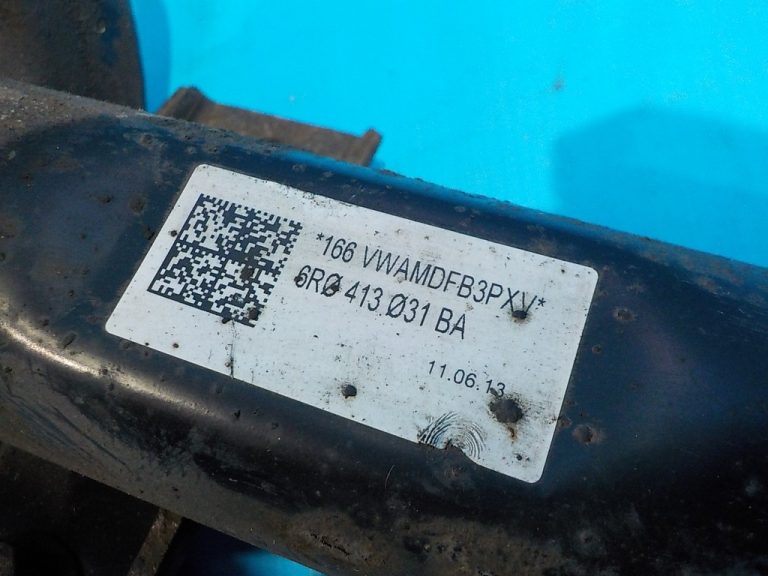 *166 VWAMDFB3PXV*
6RØ 413 Ø31 BA
11.06.13